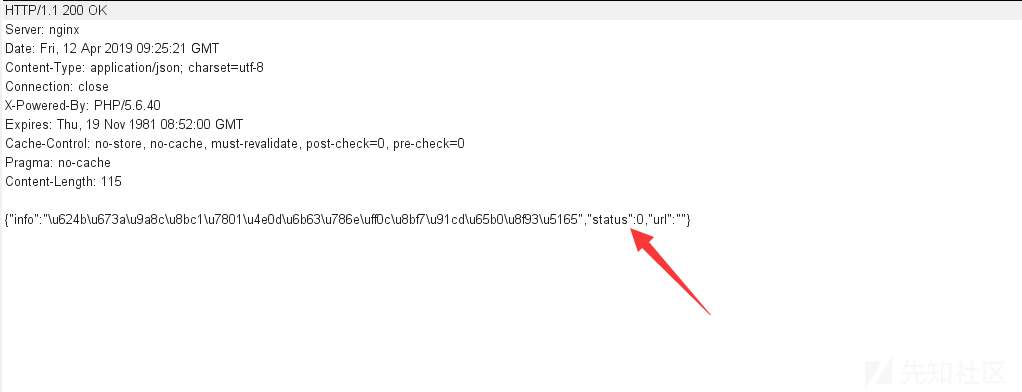 HTTP/1.1 200 OK
Server: nginx
Date: Fri, 12 Apr 2019 09:25:21 GMT
Content-Type: application/json; charset=utf-8
Connection: close
X-Powered-By: PHP/5.6.40
Expires: Thu, 19 Nov 1981 08:52:00 GMT
Cache-Control: no-store, no-cache, must-revalidate, post-check=0, pre-check=0
Pragma: no-cache
Content-Length: 115
{"info":"\u624b\u673a\u9a8c\u8bc1\u7801\u4e0d\u6b63\u786e\uff0c\u8bf7\u91cd\u65b0\u8f93\u5165","status":0,"url":""}
先知社区